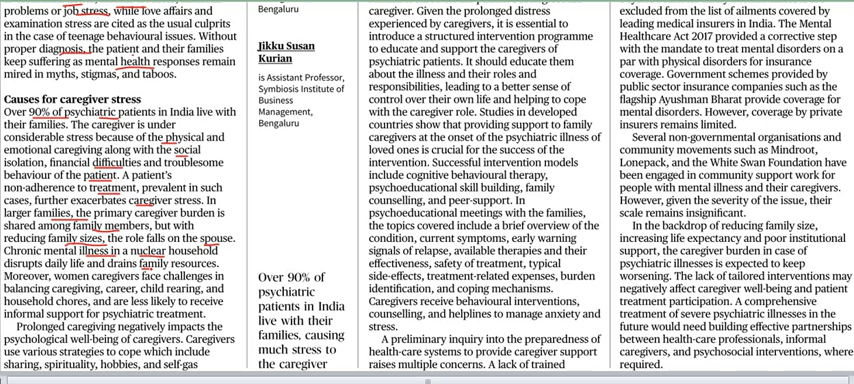 problems or job stress, while love affairs and
examination stress are cited as the usual culprits
in the case of teenage behavioural issues. Without
proper diagnosis, the patient and their families
keep suffering as mental health responses remain
mired in myths, stigmas, and taboos.
Causes for caregiver stress
Over 90% of psychiatric patients in India live with
their families. The caregiver is under
considerable stress because of the physical and
emotional caregiving along with the social
isolation, financial difficulties and troublesome
behaviour of the patient. A patient's
non-adherence to treatment, prevalent in such
cases, further exacerbates caregiver stress. In
larger families, the primary caregiver burden is
shared among family members, but with
reducing family sizes, the role falls on the spouse.
Chronic mental illness in a nuclear household
disrupts daily life and drains family resources.
Moreover, women caregivers face challenges in
balancing caregiving, career, child rearing, and
household chores, and are less likely to receive
informal support for psychiatric treatment.
Prolonged caregiving negatively impacts the
psychological well-being of caregivers. Caregivers
use various strategies to cope which include
sharing, spirituality, hobbies, and self-gas
Bengaluru
Jikku Susan
Kurian
is Assistant Professor,
Symbiosis Institute of
Business
Management,
Bengaluru
Over 90% of
psychiatric
patients in India
live with their
families, causing
much stress to
the caregiver
caregiver. Given the prolonged distress
experienced by caregivers, it is essential to
introduce a structured intervention programme
to educate and support the caregivers of
psychiatric patients. It should educate them
about the illness and their roles and
responsibilities, leading to a better sense of
control over their own life and helping to cope
with the caregiver role. Studies in developed
countries show that providing support to family
caregivers at the onset of the psychiatric illness of
loved ones is crucial for the success of the
intervention. Successful intervention models
include cognitive behavioural therapy,
psychoeducational skill building, family
counselling, and peer-support. In
psychoeducational meetings with the families,
the topics covered include a brief overview of the
condition, current symptoms, early warning
signals of relapse, available therapies and their
effectiveness, safety of treatment, typical
side-effects, treatment-related expenses, burden
identification, and coping mechanisms.
Caregivers receive behavioural interventions,
counselling, and helplines to manage anxiety and
stress.
A preliminary inquiry into the preparedness of
health-care systems to provide caregiver support
raises multiple concerns. A lack of trained
excluded from the list of ailments covered by
leading medical insurers in India. The Mental
Healthcare Act 2017 provided a corrective step
with the mandate to treat mental disorders on a
par with physical disorders for insurance
coverage. Government schemes provided by
public sector insurance companies such as the
flagship Ayushman Bharat provide coverage for
mental disorders. However, coverage by private
insurers remains limited.
Several non-governmental organisations and
community movements such as Mindroot,
Lonepack, and the White Swan Foundation have
been engaged in community support work for
people with mental illness and their caregivers.
However, given the severity of the issue, their
scale remains insignificant.
In the backdrop of reducing family size,
increasing life expectancy and poor institutional
support, the caregiver burden in case of
psychiatric illnesses is expected to keep
worsening. The lack of tailored interventions may
negatively affect caregiver well-being and patient
treatment participation. A comprehensive
treatment of severe psychiatric illnesses in the
future would need building effective partnerships
between health-care professionals, informal
caregivers, and psychosocial interventions, where
required.